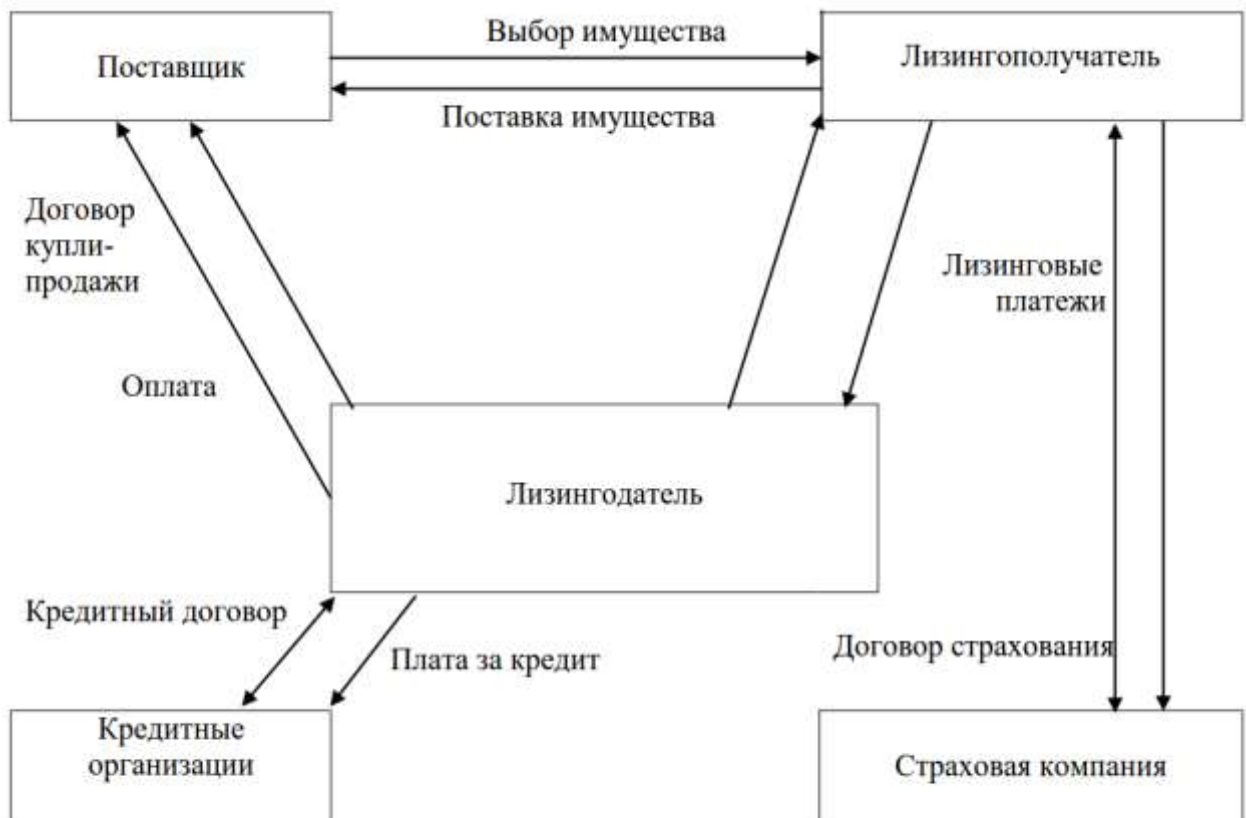 Выбор имущества
Поставщик
Лизингополучатель
Поставка имущества
Договор
купли-
продажи
Лизинговые
платежи
Оплата
Лизингодатель
Кредитный договор
Плата за кредит
Договор страхования
Кредитные
организации
Страховая компания